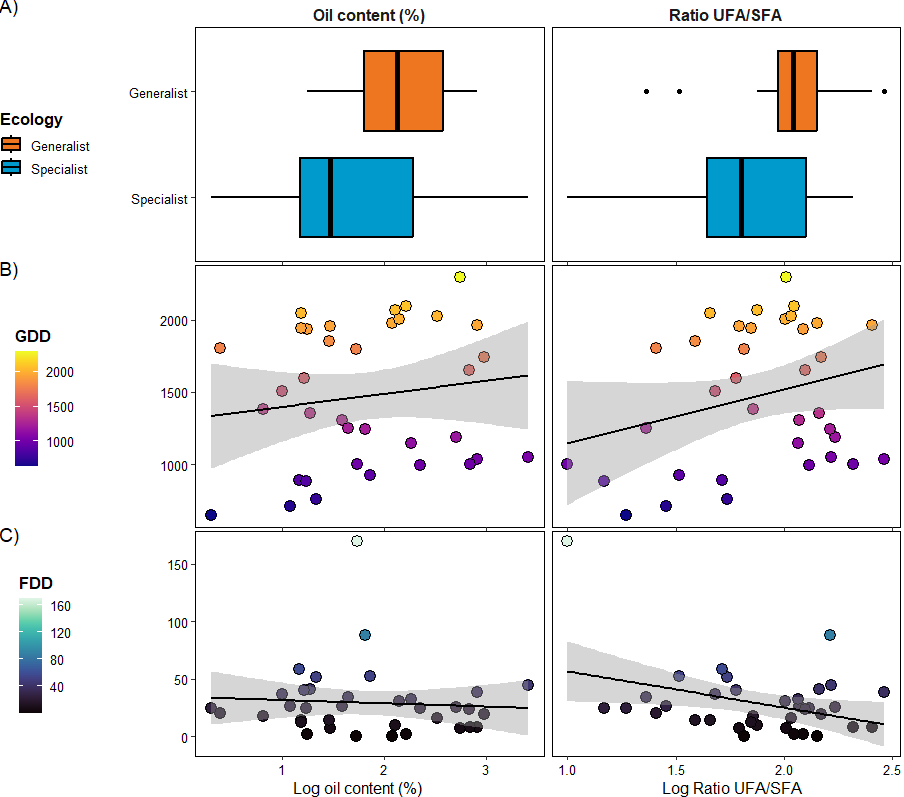 A)
Oil content (%)
Ratio UFA/SFA
Generalist
Specialist
Ecology
Generalist
Specialist
B)
GDD
2000
1500
1000
2000
1500
1000
C)
FDD
160
120
80
40
150
100
50
0
1
2
3
1.0
1.5
2.0
2.5
Log oil content (%)
Log Ratio UFA/SFA